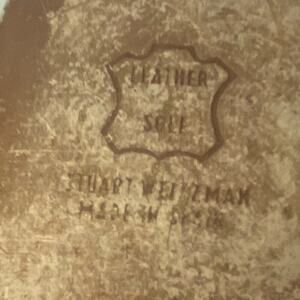 LEATHER
SOLE
STUART WEITZMAN
MADE IN SPAIN